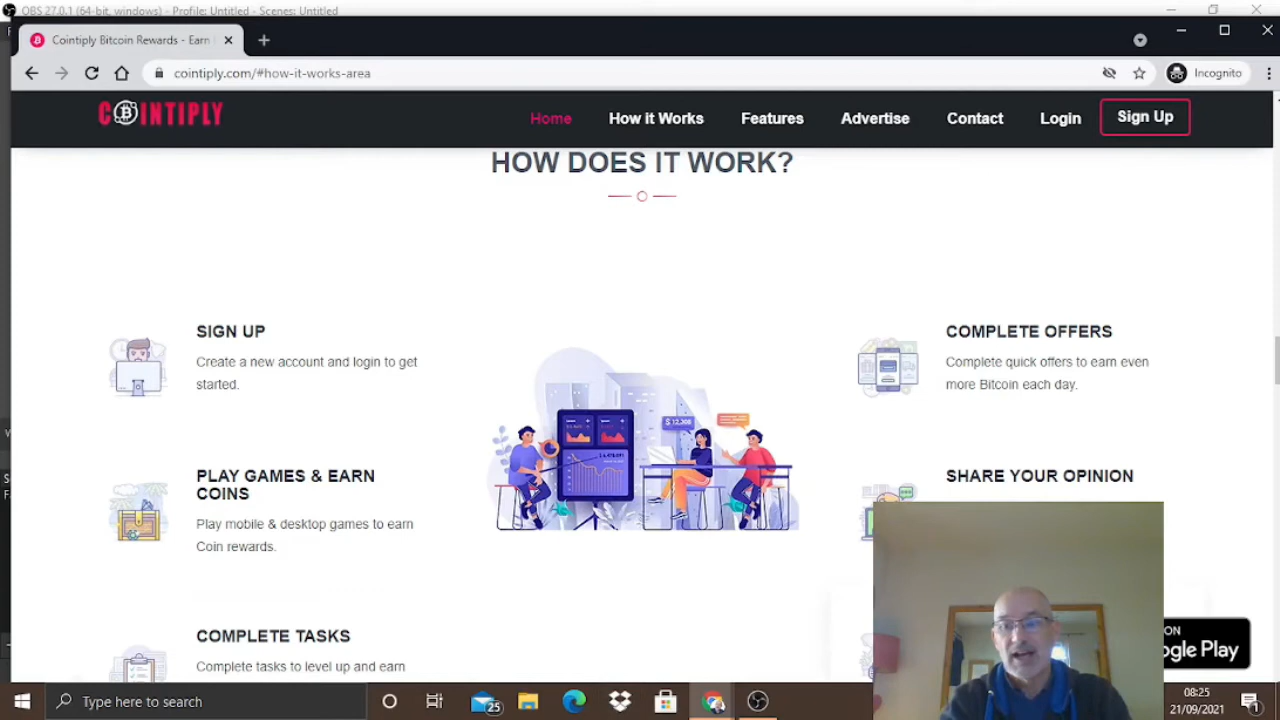 OBS 27.0.1 (64-bit, windows) - Profile: Untitled - Scenes: Untitled
Cointiply Bitcoin Rewards - Earn
cointiply.com/#how-it-works-area
Incognito
COINTIPLY
Home
How it Works
Features
Advertise
Contact
Login
Sign Up
HOW DOES IT WORK?
SIGN UP
Create a new account and login to get
started.
PLAY GAMES & EARN
COINS
Play mobile & desktop games to earn
Coin rewards.
COMPLETE TASKS
Complete tasks to level up and earn
$ 12,308
COMPLETE OFFERS
Complete quick offers to earn even
more Bitcoin each day.
SHARE YOUR OPINION
ON
ogle Play
Type here to search
25
08:25
21/09/2021
1